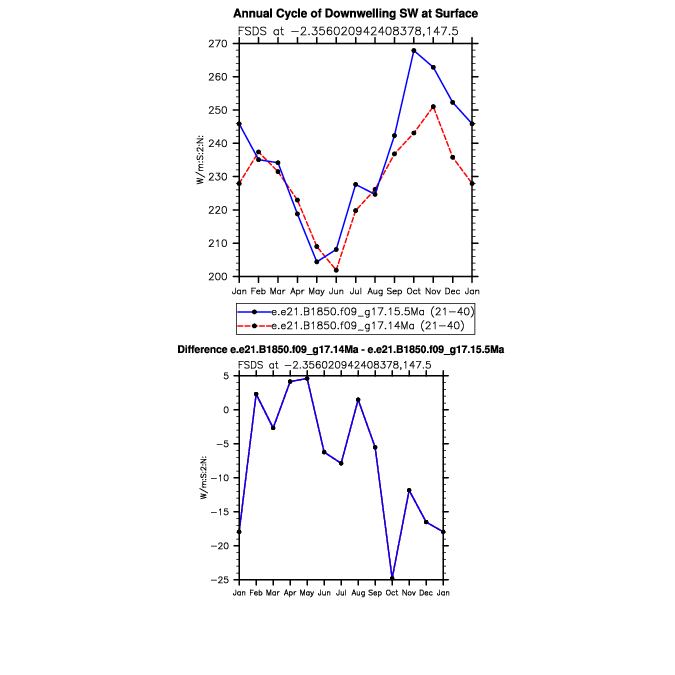 Annual Cycle of Downwelling SW at Surface
FSDS at −2.356020942408378,147.5
270
260
250
240
230
220
210
200
W/m:S:2:N:
Jan Feb Mar Apr May Jun Jul Aug Sep Oct Nov Dec Jan
e.e21.B1850.f09_g17.15.5Ma (21−40)
e.e21.B1850.f09_g17.14Ma (21−40)
Difference e.e21.B1850.f09_g17.14Ma - e.e21.B1850.f09_g17.15.5Ma
FSDS at −2.356020942408378,147.5
5
0
−5
−10
−15
−20
−25
W/m:S:2:N:
Jan Feb Mar Apr May Jun Jul Aug Sep Oct Nov Dec Jan